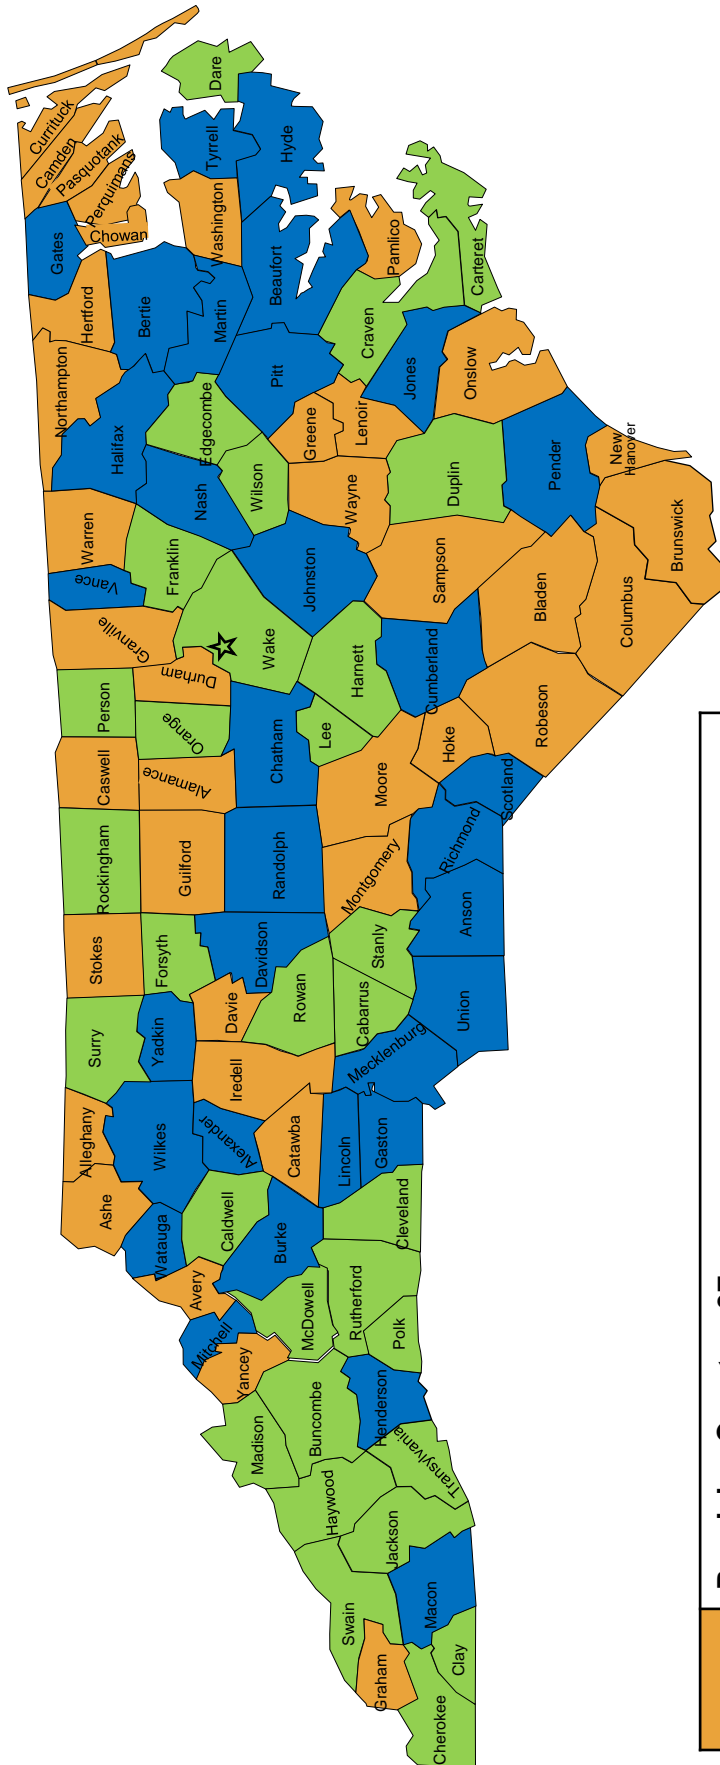 Currituck
Camden
Pasquotank
Perquimans
Chowan
Gates
Hertford
Northampton
Halifax
Bertie
Martin
Washington
Tyrrell
Dare
Hyde
Beaufort
Pitt
Edgecombe
Nash
Wilson
Greene
Lenoir
Craven
Pamlico
Carteret
Jones
Onslow
Duplin
Pender
New
Hanover
Brunswick
Columbus
Bladen
Sampson
Wayne
Johnston
Warren
Vance
Franklin
Granville
Wake
Durham
Person
Orange
Caswell
Alamance
Chatham
Lee
Harnett
Cumberland
Hoke
Robeson
Scotland
Moore
Richmond
Montgomery
Anson
Randolph
Guilford
Rockingham
Stokes
Forsyth
Davidson
Davie
Rowan
Stanly
Cabarrus
Union
Mecklenburg
Iredell
Yadkin
Surry
Alleghany
Ashe
Wilkes
Alexander
Catawba
Lincoln
Gaston
Cleveland
Burke
Caldwell
Watauga
Avery
Mitchell
Yancey
McDowell
Rutherford
Polk
Henderson
Buncombe
Madison
Transylvania
Haywood
Jackson
Swain
Macon
Graham
Clay
Cherokee